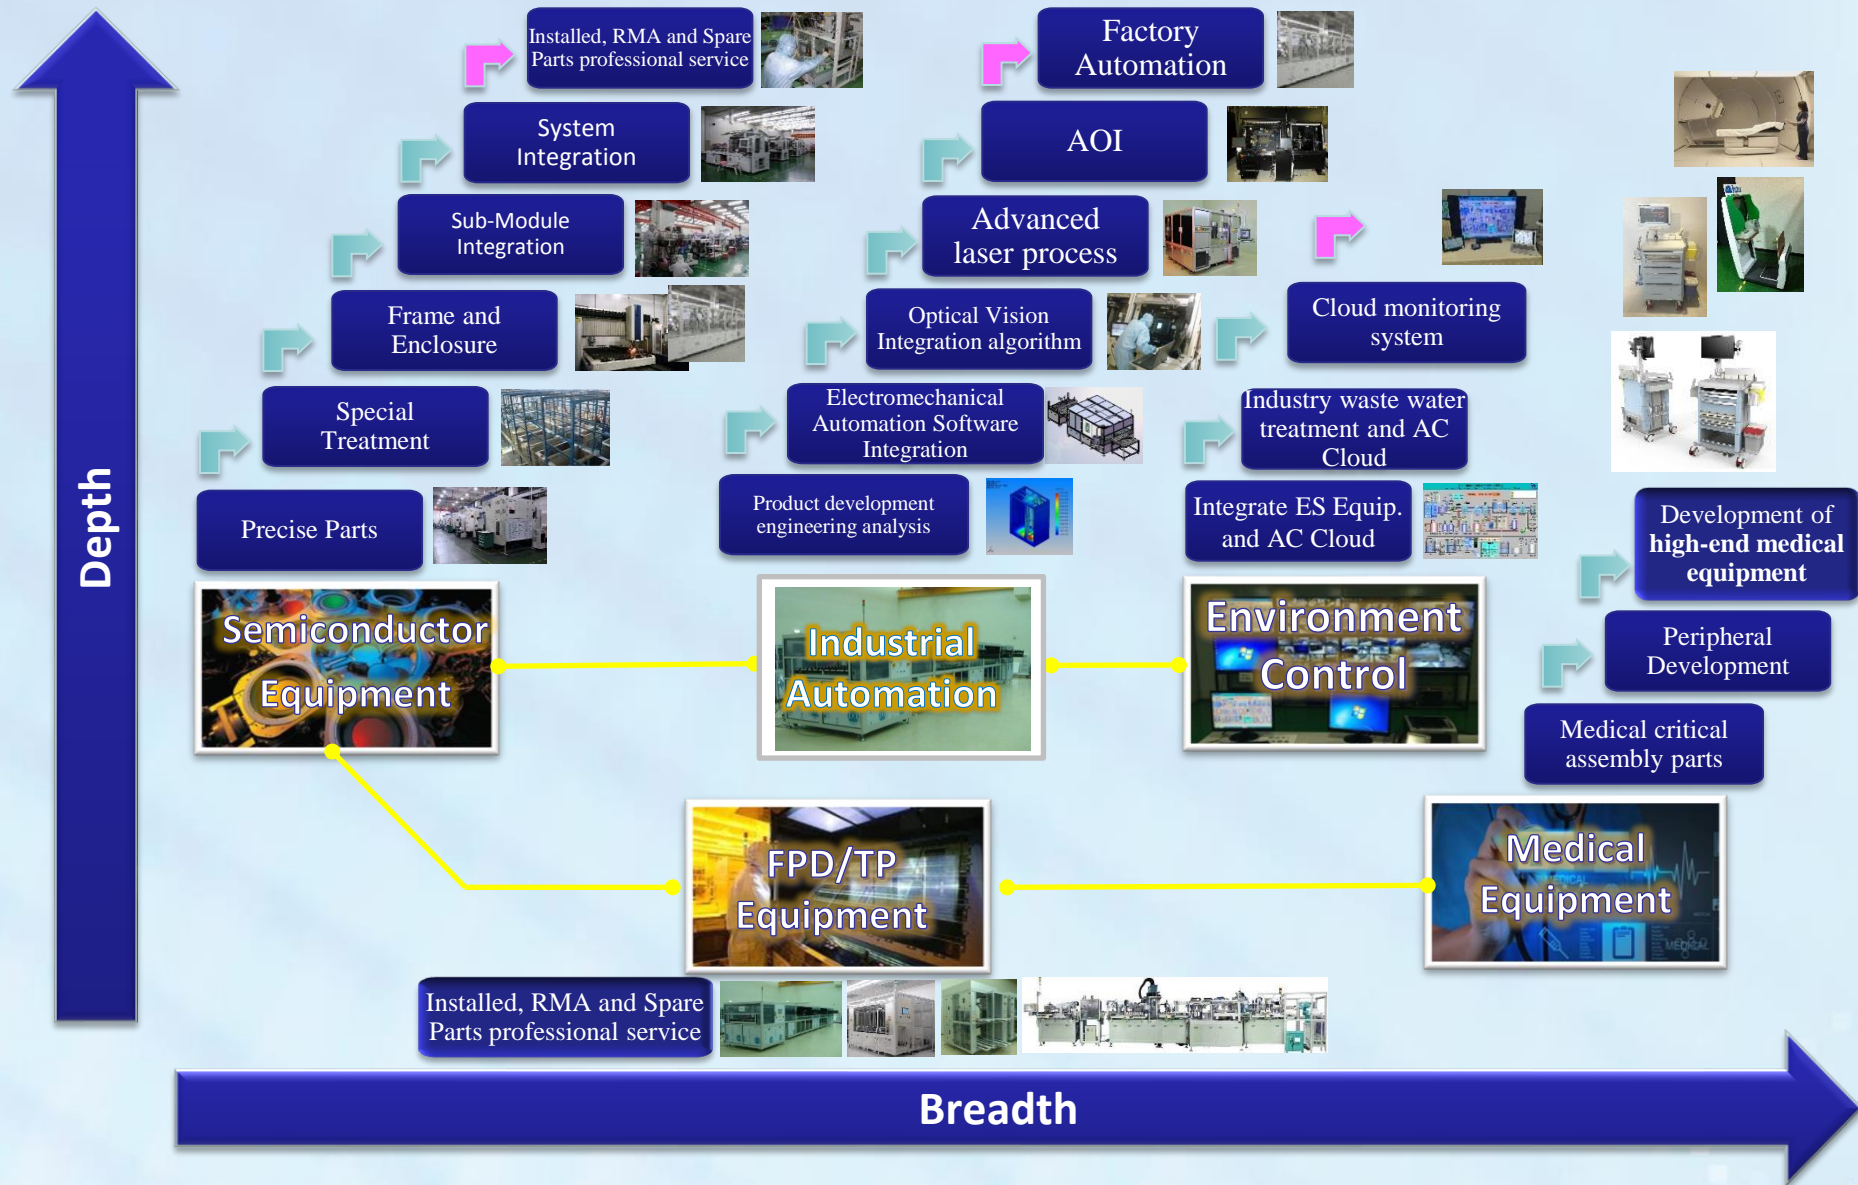 Depth
Installed, RMA and Spare
Parts professional service
System
Integration
Sub-Module
Integration
Frame and
Enclosure
Special
Treatment
Precise Parts
Semiconductor
Equipment
Factory
Automation
AOI
Advanced
laser process
Optical Vision
Integration algorithm
Electromechanical
Automation Software
Integration
Product development
engineering analysis
Industrial
Automation
Cloud monitoring
system
Industry waste water
treatment and AC
Cloud
Integrate ES Equip.
and AC Cloud
Environment
Control
Development of
high-end medical
equipment
Peripheral
Development
Medical critical
assembly parts
FPD/TP
Equipment
Medical
Equipment
MEDICAL
MEDICAL
Installed, RMA and Spare
Parts professional service
Breadth